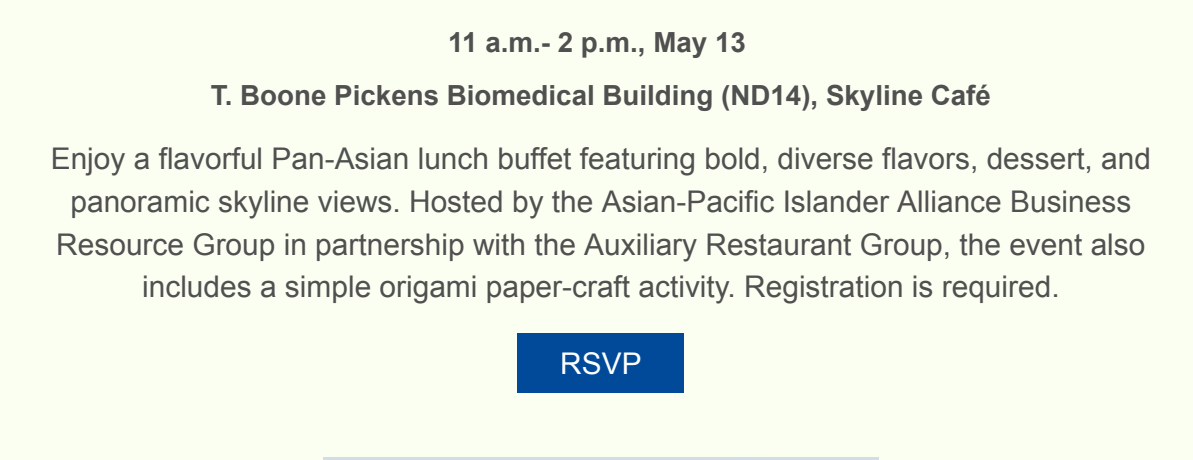 11 a.m.- 2 p.m., May 13
T. Boone Pickens Biomedical Building (ND14), Skyline Café
Enjoy a flavorful Pan-Asian lunch buffet featuring bold, diverse flavors, dessert, and
panoramic skyline views. Hosted by the Asian-Pacific Islander Alliance Business
Resource Group in partnership with the Auxiliary Restaurant Group, the event also
includes a simple origami paper-craft activity. Registration is required.
RSVP